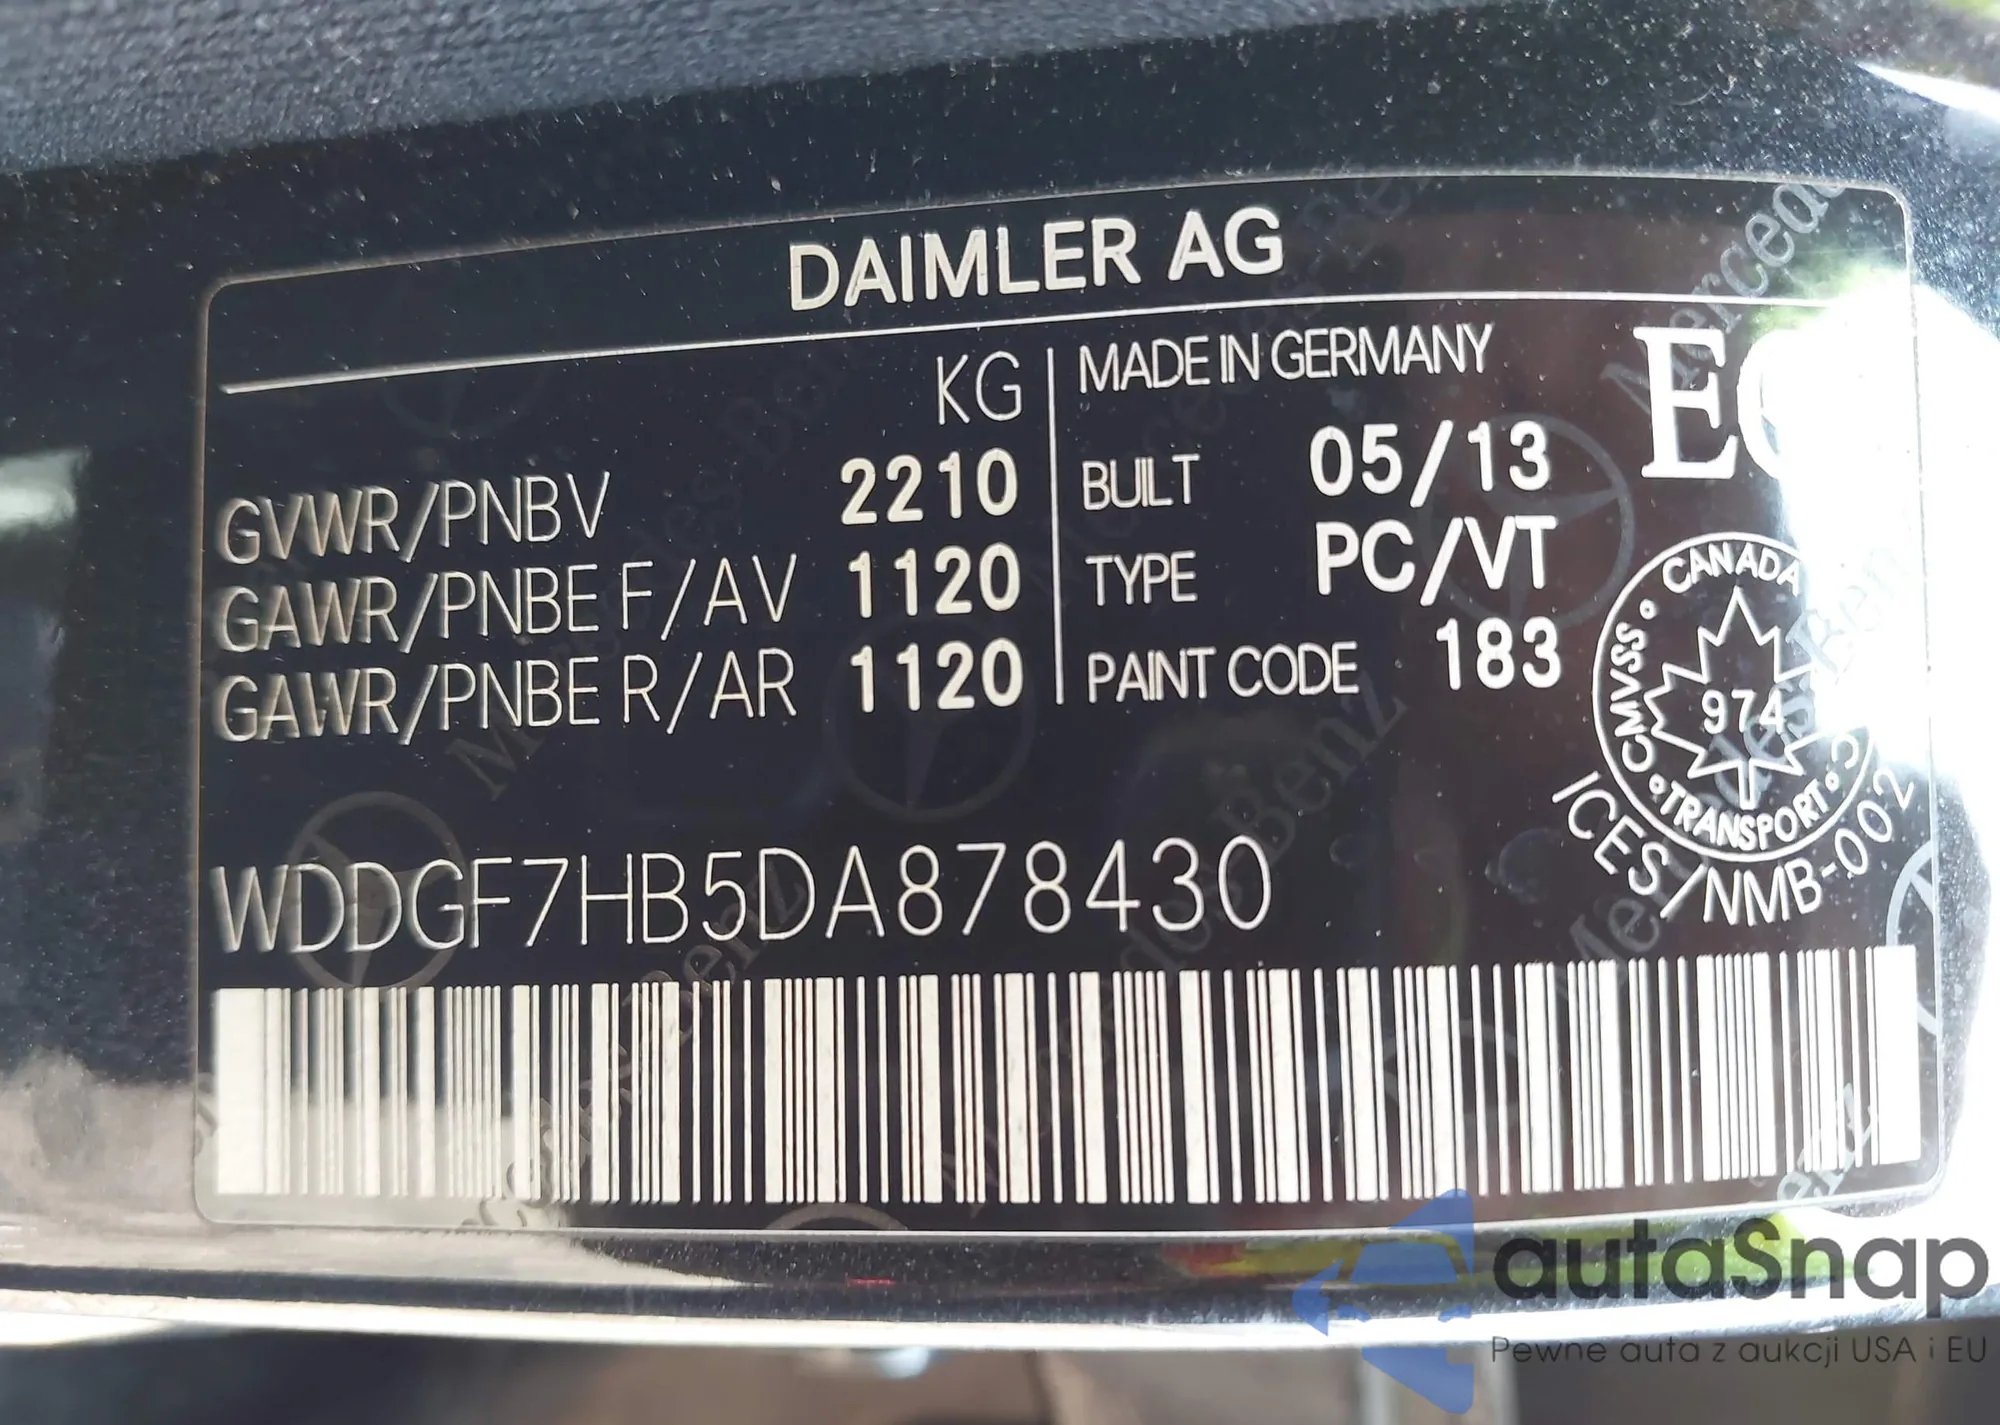 DAIMLER AG
KG
GVWR/PNBV 2210
GAWR/PNBE F/AV 1120
GAWR/PNBE R/AR 1120
MADE IN GERMANY
BUILT 05/13
TYPE PC/VT
PAINT CODE 183
CANADA
CMVSS
974
TRANSPORT
ICES/NMB-002
WDDGF7HB5DA878430
Mercedes-Benz
autaSnap
Pewne auta z aukcji USA i EU